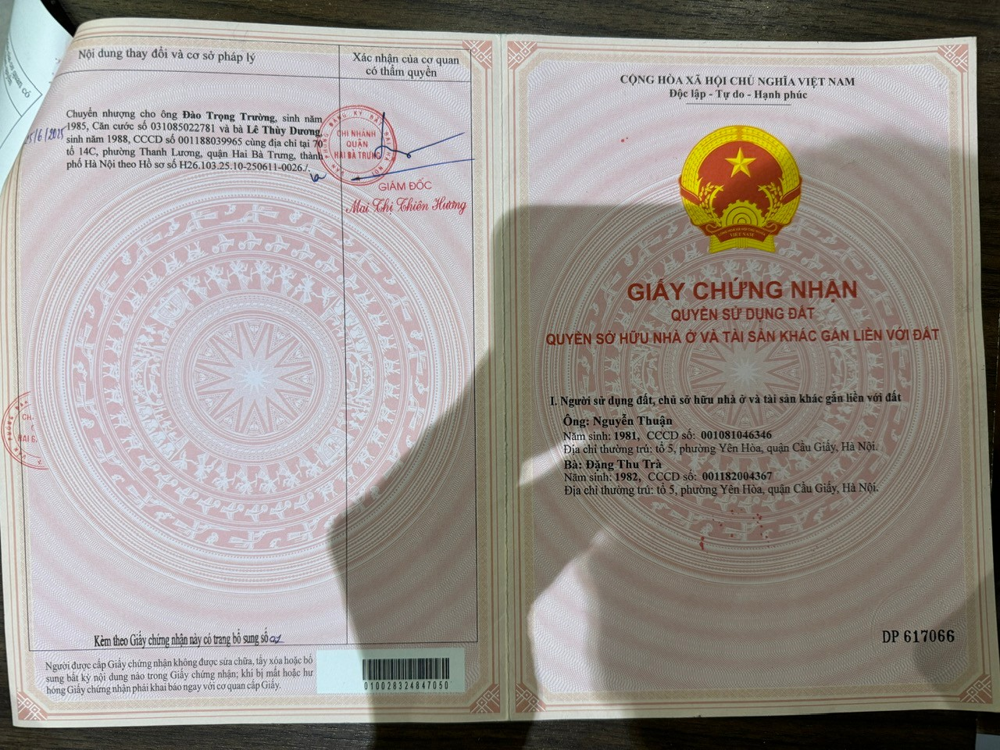 Nội dung thay đổi và cơ sở pháp lý
Xác nhận của cơ quan
có thẩm quyền
Chuyển nhượng cho ông Đào Trọng Trường, sinh năm
1985, Căn cước số 031085022781 và bà Lê Thùy Dương,
sinh năm 1988, CCCD số 001188039965 cùng địa chỉ tại 70
tổ 14C, phường Thanh Lương, quận Hai Bà Trưng, thành
phố Hà Nội theo Hồ sơ số H26.103.25.10-250611-0026./.
25/6/2025
VĂN PHÒNG ĐĂNG KÝ ĐẤT ĐAI HÀ NỘI
CHI NHÁNH
QUẬN
HAI BÀ TRƯNG
GIÁM ĐỐC
Mai Thị Thiên Hương
Kèm theo Giấy chứng nhận này có trang bổ sung số 01
Người được cấp Giấy chứng nhận không được sửa chữa, tẩy xóa hoặc bổ
sung bất kỳ nội dung nào trong Giấy chứng nhận; khi bị mất hoặc hư
hỏng Giấy chứng nhận phải khai báo ngay với cơ quan cấp Giấy.
010028324847050
CỘNG HÒA XÃ HỘI CHỦ NGHĨA VIỆT NAM
Độc lập - Tự do - Hạnh phúc
VIỆT NAM
GIẤY CHỨNG NHẬN
QUYỀN SỬ DỤNG ĐẤT
QUYỀN SỞ HỮU NHÀ Ở VÀ TÀI SẢN KHÁC GẮN LIỀN VỚI ĐẤT
I. Người sử dụng đất, chủ sở hữu nhà ở và tài sản khác gắn liền với đất
Ông: Nguyễn Thuận
Năm sinh: 1981, CCCD số: 001081046346
Địa chỉ thường trú: tổ 5, phường Yên Hòa, quận Cầu Giấy, Hà Nội.
Bà: Đặng Thu Trà
Năm sinh: 1982, CCCD số: 001182004367
Địa chỉ thường trú: tổ 5, phường Yên Hòa, quận Cầu Giấy, Hà Nội.
DP 617066